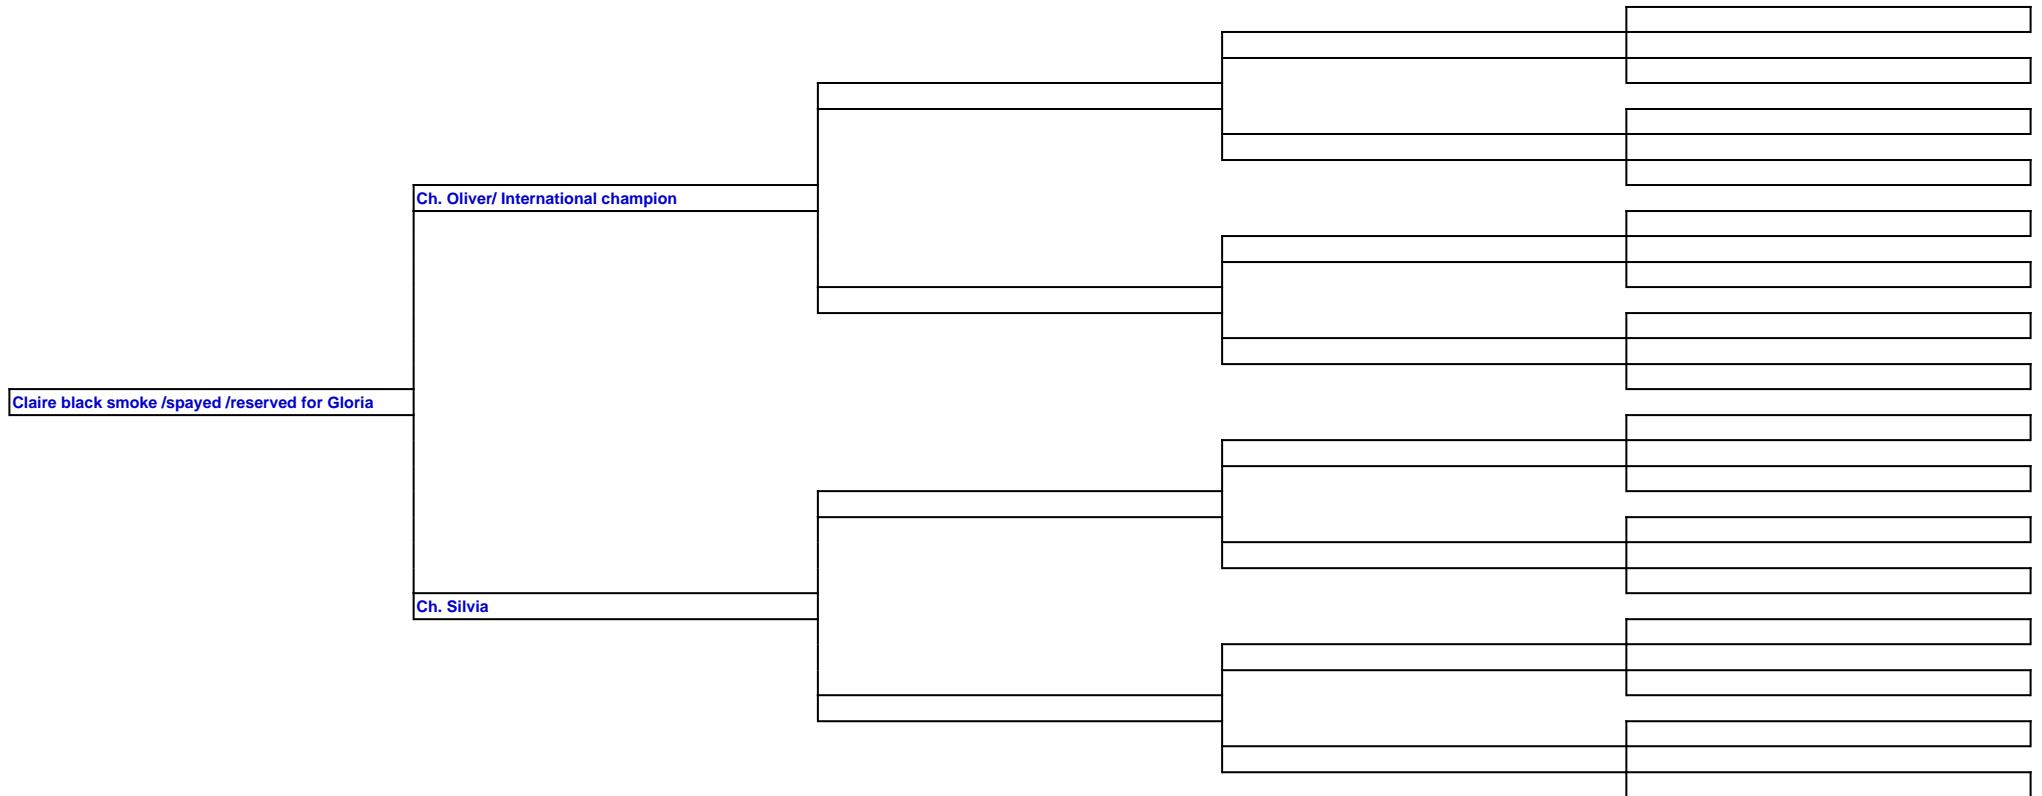 Ch. Oliver/ International champion
Claire black smoke /spayed /reserved for Gloria
Ch. Silvia